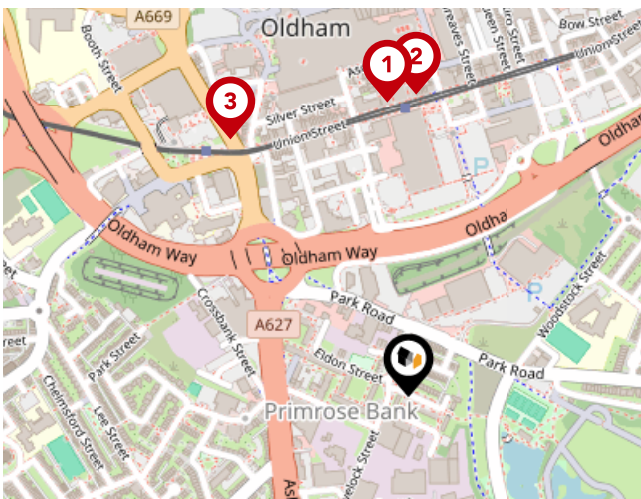 A669
Oldham
Booth Street
Bow Street
Union Street
1
2
3
Silver Street
Union Street
P
Oldham Way
Oldham Way
Oldha
P
Park Road
A627
Woodstock Street
Crossbank Street
Park Street
Eldon Street
Park Road
Primrose Bank
Chelmsford Street
Lee Street